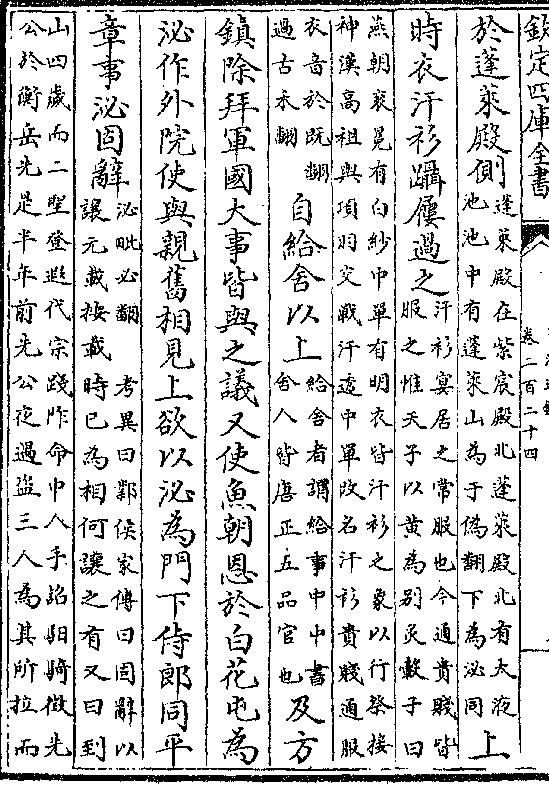 欽定四庫全書
卷二百二十四
於蓬萊殿側
蓬萊殿在紫宸殿北蓬萊殿北有太液
池池中有蓬萊山為于偽翻下為泌同
上
時衣汗衫躡屨過之
汗衫宴居之常服也今通貴賤皆
服之惟天子以黃為別炙轂子曰
燕朝衮冕有白紗中單有明衣皆汗衫之象以行祭接
神漢高祖與項羽交戰汗透中單改名汗衫貴賤通服
衣音於既翻
過古禾翻
自給舍以上
給舍者謂給事中中書
舍人皆唐正五品官也
及方
鎮除拜軍國大事皆與之議又使魚朝恩於白花屯為
泌作外院使與親舊相見上欲以泌為門下侍郎同平
章事泌固辭
泌毗必翻 考異曰鄴侯家傳曰固辭以
讓元載按載時已為相何讓之有又曰到
山四歲而二聖登遐代宗踐阼命中人手詔馹騎徵先
公於衡岳先是半年前先公夜遇盜三人為其所拉而